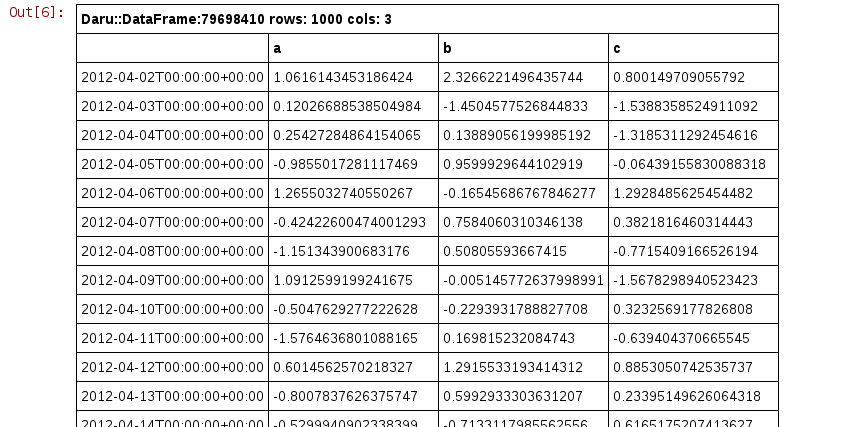 Out[6]:
Daru::DataFrame:79698410 rows: 1000 cols: 3
a b c
2012-04-02T00:00:00+00:00 1.0616143453186424 2.3266221496435744 0.800149709055792
2012-04-03T00:00:00+00:00 0.12026688538504984 -1.4504577526844833 -1.5388358524911092
2012-04-04T00:00:00+00:00 0.25427284864154065 0.13889056199985192 -1.3185311292454616
2012-04-05T00:00:00+00:00 -0.9855017281117469 0.9599929644102919 -0.06439155830088318
2012-04-06T00:00:00+00:00 1.2655032740550267 -0.16545686767846277 1.2928485625454482
2012-04-07T00:00:00+00:00 -0.42422600474001293 0.7584060310346138 0.3821816460314443
2012-04-08T00:00:00+00:00 -1.151343900683176 0.50805593667415 -0.7715409166526194
2012-04-09T00:00:00+00:00 1.0912599199241675 -0.005145772637998991 -1.5678298940523423
2012-04-10T00:00:00+00:00 -0.5047629277222628 -0.2293931788827708 0.3232569177826808
2012-04-11T00:00:00+00:00 -1.5764636801088165 0.169815232084743 -0.639404370665545
2012-04-12T00:00:00+00:00 0.6014562570218327 1.2915533193414312 0.8853050742535737
2012-04-13T00:00:00+00:00 -0.8007837626375747 0.5992933303631207 0.23395149626064318
2012-04-14T00:00:00+00:00 -0.5299940902338399 -0.7133117985562556 0.6165175207413627